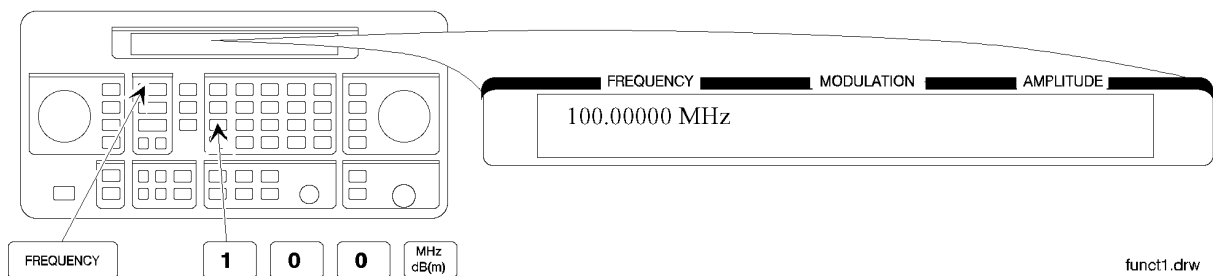 FREQUENCY MODULATION AMPLITUDE
100.00000 MHz
FREQUENCY
1 0 0 MHz
dB(m)
funct1.drw